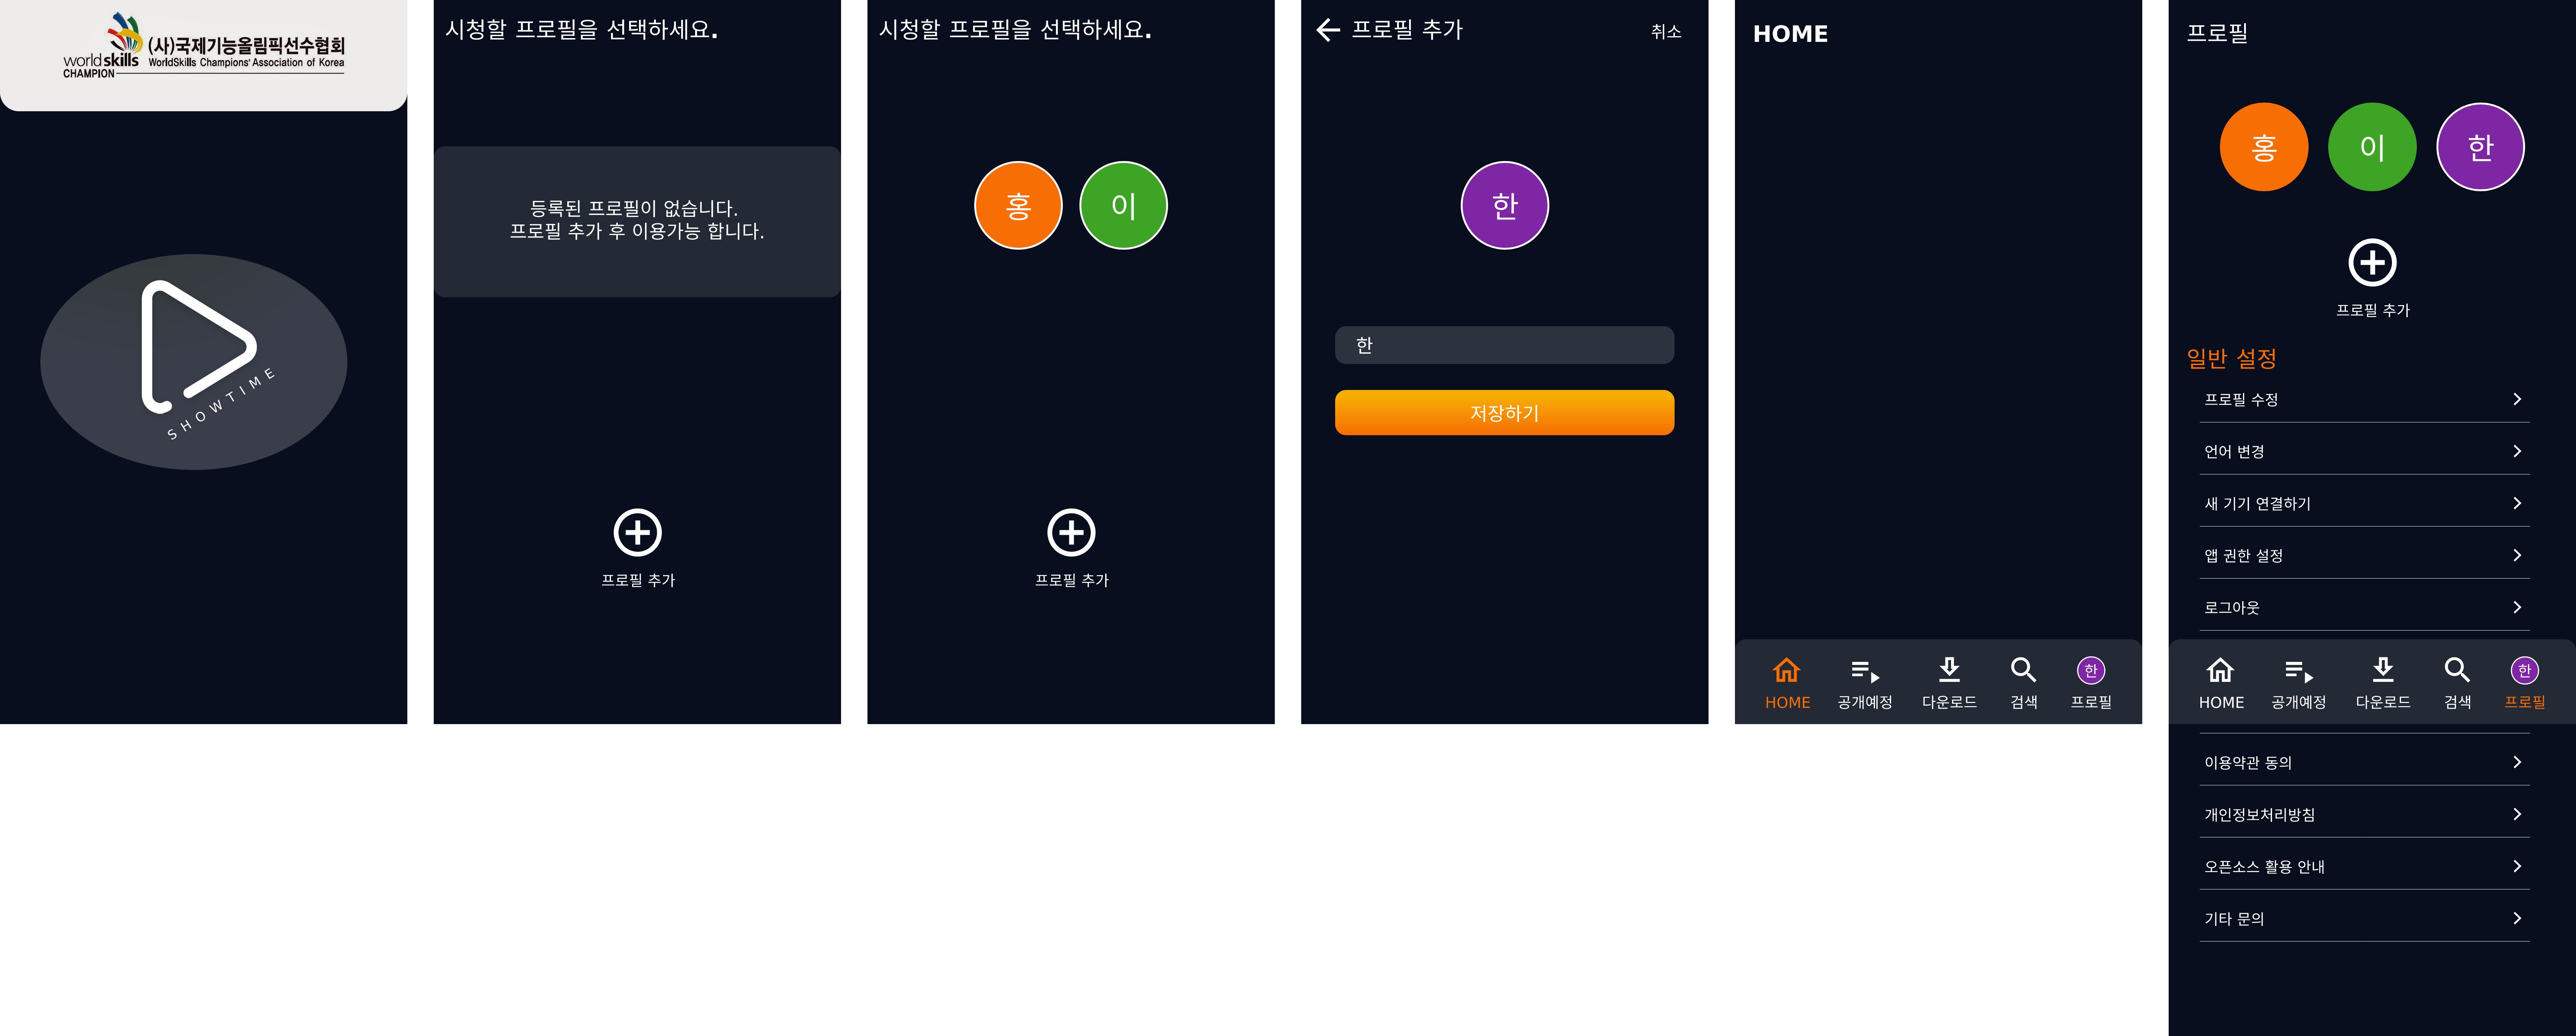 (사)국제기능올림픽선수협회
worldskills WorldSkills Champions' Association of Korea
CHAMPION
SHOWTIME
시청할 프로필을 선택하세요.
등록된 프로필이 없습니다.
프로필 추가 후 이용가능 합니다.
프로필 추가
시청할 프로필을 선택하세요.
홍 이
프로필 추가
프로필 추가 취소
한
한
저장하기
HOME
한
HOME 공개예정 다운로드 검색 프로필
프로필
홍 이 한
프로필 추가
일반 설정
프로필 수정
언어 변경
새 기기 연결하기
앱 권한 설정
로그아웃
한
HOME 공개예정 다운로드 검색 프로필
이용약관 동의
개인정보처리방침
오픈소스 활용 안내
기타 문의